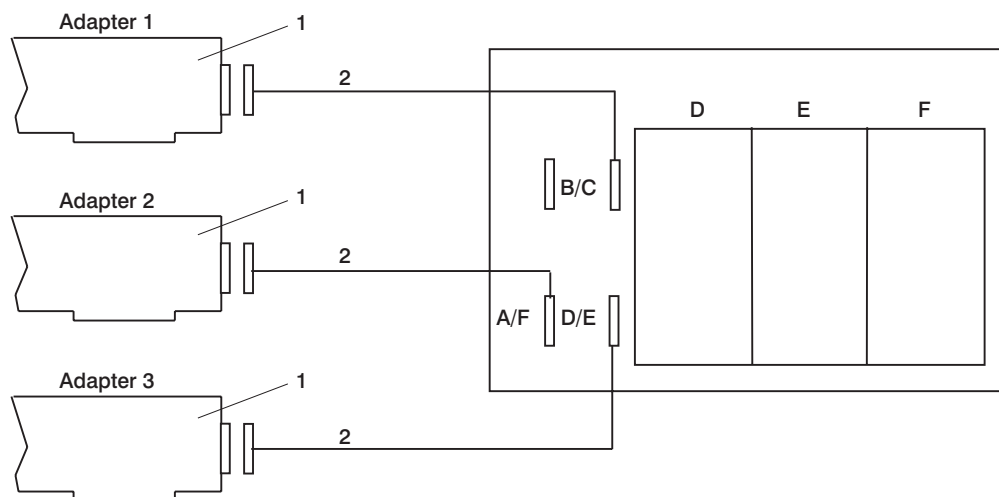 Adapter 1
1
2
D E F
B/C
Adapter 2
1
2
A/F D/E
Adapter 3
1
2